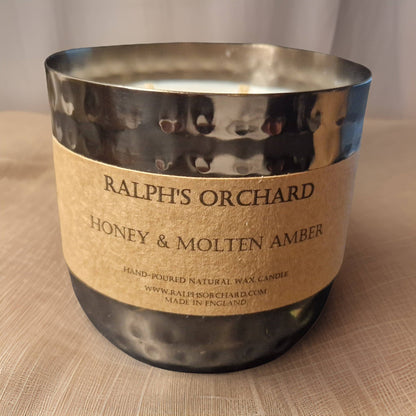 RALPH'S ORCHARD
HONEY & MOLTEN AMBER
HAND-POURED NATURAL WAX CANDLE
WWW.RALPHSORCHARD.COM
MADE IN ENGLAND